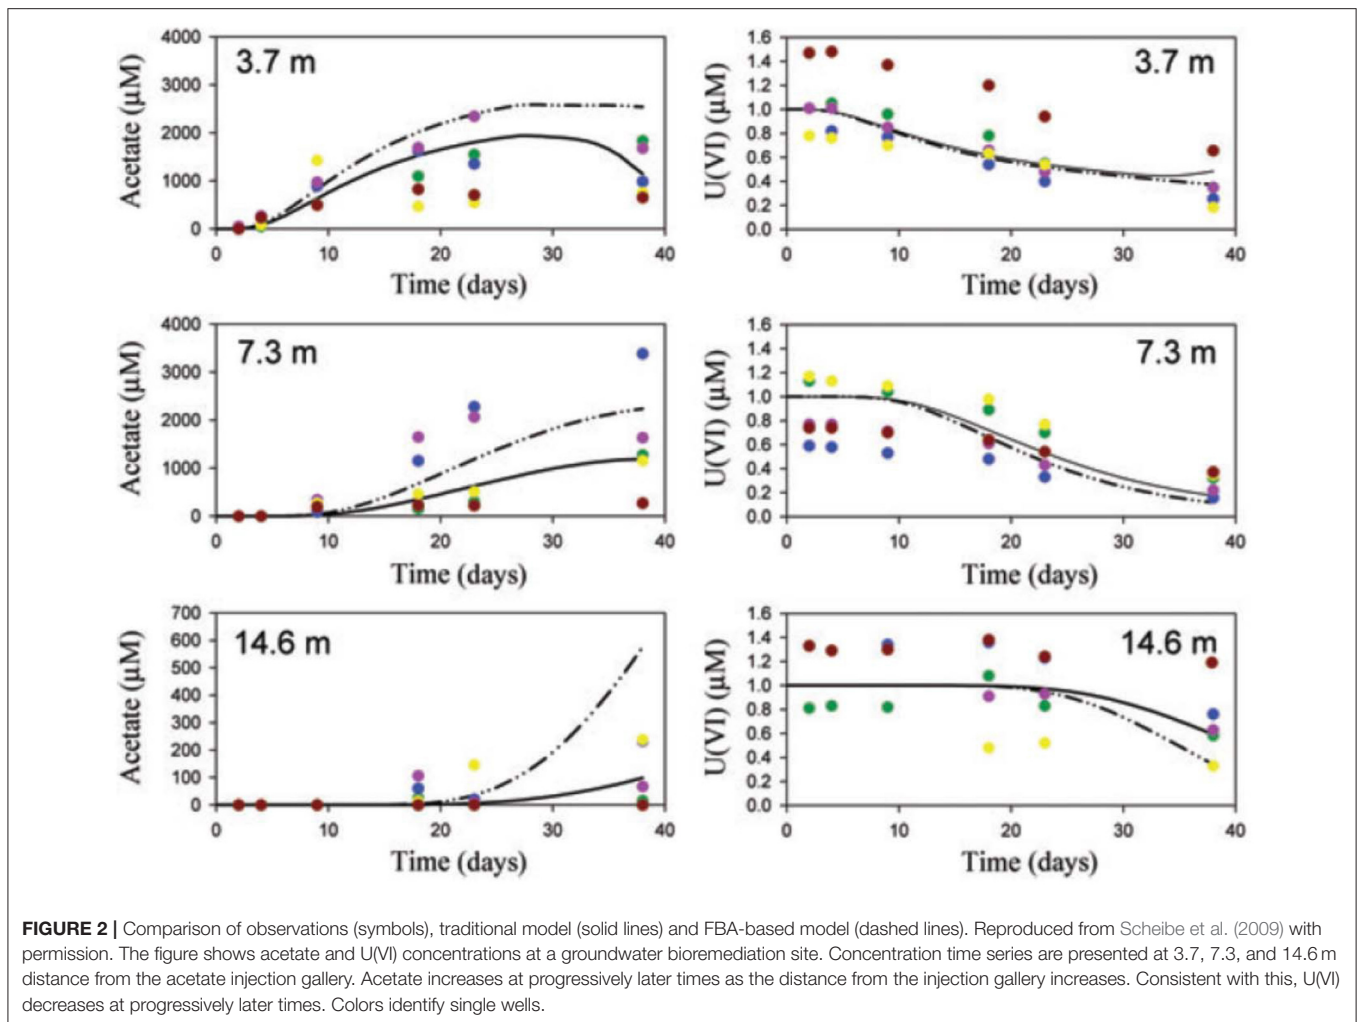 4000
3000
2000
1000
0
Acetate (µM)
3.7 m
0 10 20 30 40
Time (days)
1.6
1.4
1.2
1.0
0.8
0.6
0.4
0.2
0.0
U(VI) (µM)
3.7 m
0 10 20 30 40
Time (days)
4000
3000
2000
1000
0
Acetate (µM)
7.3 m
0 10 20 30 40
Time (days)
1.6
1.4
1.2
1.0
0.8
0.6
0.4
0.2
0.0
U(VI) (µM)
7.3 m
0 10 20 30 40
Time (days)
700
600
500
400
300
200
100
0
Acetate (µM)
14.6 m
0 10 20 30 40
Time (days)
1.6
1.4
1.2
1.0
0.8
0.6
0.4
0.2
0.0
U(VI) (µM)
14.6 m
0 10 20 30 40
Time (days)
FIGURE 2 | Comparison of observations (symbols), traditional model (solid lines) and FBA-based model (dashed lines). Reproduced from Scheibe et al. (2009) with
permission. The figure shows acetate and U(VI) concentrations at a groundwater bioremediation site. Concentration time series are presented at 3.7, 7.3, and 14.6 m
distance from the acetate injection gallery. Acetate increases at progressively later times as the distance from the injection gallery increases. Consistent with this, U(VI)
decreases at progressively later times. Colors identify single wells.